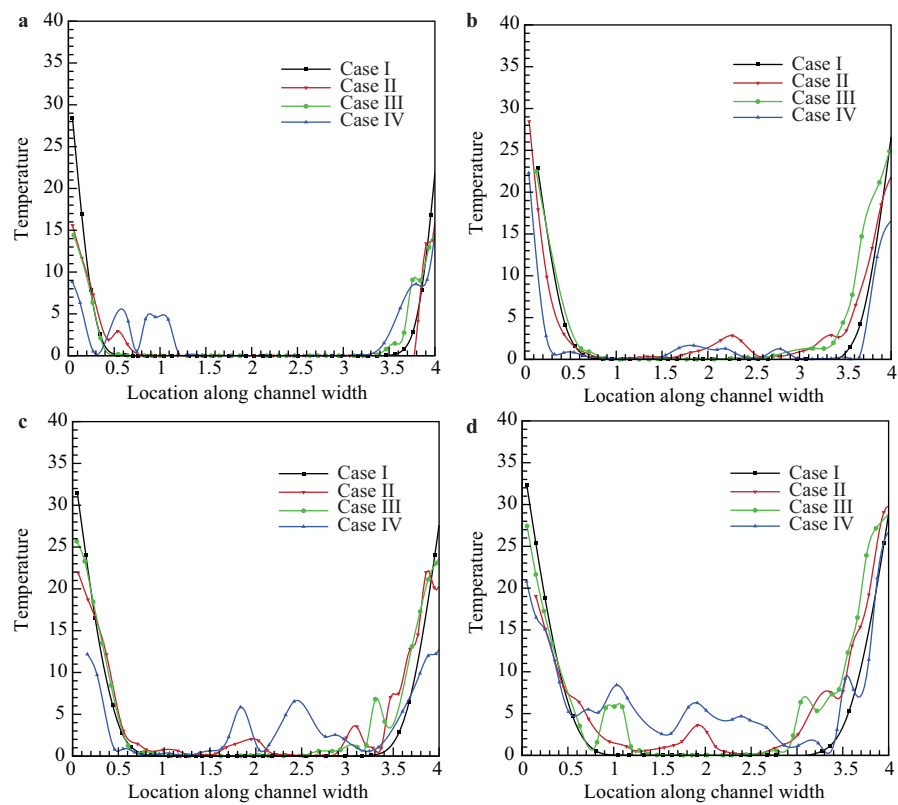 a
40
35
30
25
20
15
10
5
0
Temperature
Case I
Case II
Case III
Case IV
0 0.5 1 1.5 2 2.5 3 3.5 4
Location along channel width
b
40
35
30
25
20
15
10
5
0
Temperature
Case I
Case II
Case III
Case IV
0 0.5 1 1.5 2 2.5 3 3.5 4
Location along channel width
c
40
35
30
25
20
15
10
5
0
Temperature
Case I
Case II
Case III
Case IV
0 0.5 1 1.5 2 2.5 3 3.5 4
Location along channel width
d
40
35
30
25
20
15
10
5
0
Temperature
Case I
Case II
Case III
Case IV
0 0.5 1 1.5 2 2.5 3 3.5 4
Location along channel width